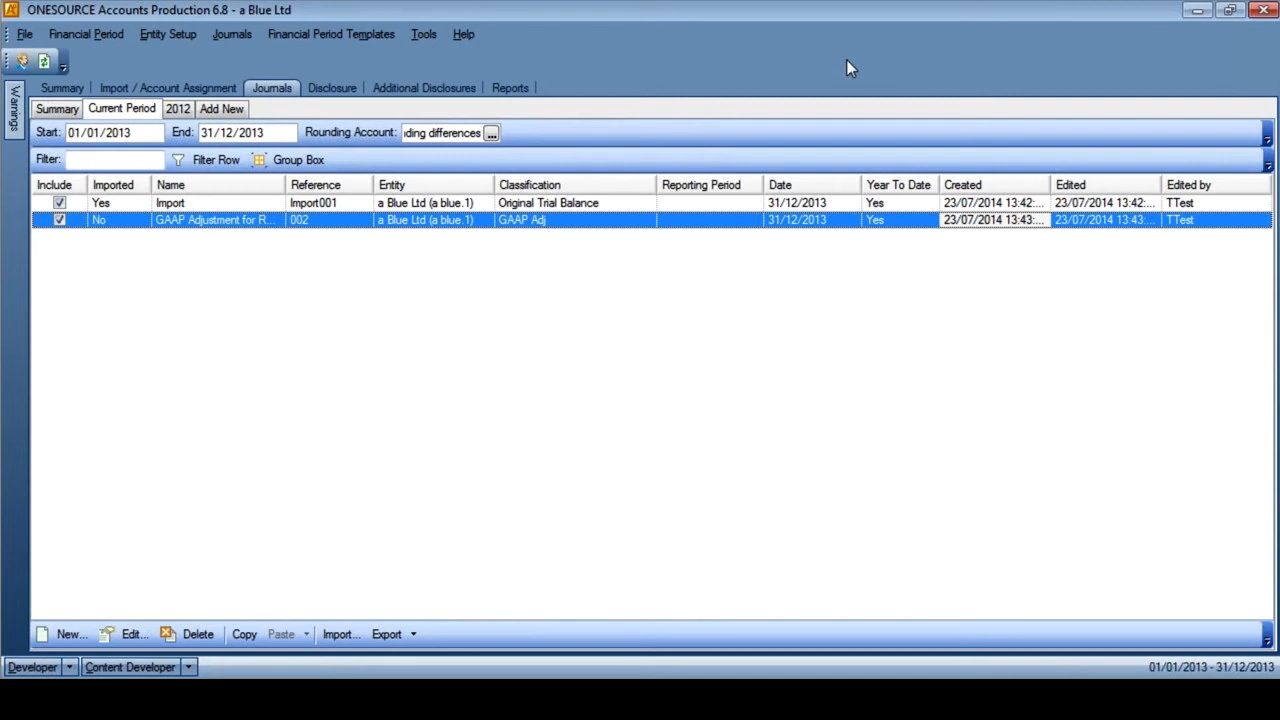 ONESOURCE Accounts Production 6.8 - a Blue Ltd
File Financial Period Entity Setup Journals Financial Period Templates Tools Help
Warnings
Summary Import / Account Assignment Journals Disclosure Additional Disclosures Reports
Summary Current Period 2012 Add New
Start: 01/01/2013 End: 31/12/2013 Rounding Account: ding differences ...
Filter: Filter Row Group Box
Include Imported Name Reference Entity Classification Reporting Period Date Year To Date Created Edited Edited by
Yes Import Import001 a Blue Ltd (a blue.1) Original Trial Balance 31/12/2013 Yes 23/07/2014 13:42:... 23/07/2014 13:42:... TTest
No GAAP Adjustment for R... 002 a Blue Ltd (a blue.1) GAAP Adj 31/12/2013 Yes 23/07/2014 13:43:... 23/07/2014 13:43:... TTest
New... Edit... Delete Copy Paste Import... Export
Developer Content Developer 01/01/2013 - 31/12/2013